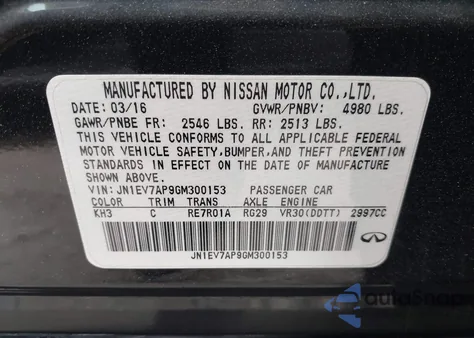 MANUFACTURED BY NISSAN MOTOR CO.,LTD.
DATE: 03/16 GVWR/PNBV: 4980 LBS.
GAWR/PNBE FR: 2546 LBS. RR: 2513 LBS.
THIS VEHICLE CONFORMS TO ALL APPLICABLE FEDERAL
MOTOR VEHICLE SAFETY, BUMPER, AND THEFT PREVENTION
STANDARDS IN EFFECT ON THE DATE OF MANUFACTURE
SHOWN ABOVE.
VIN: JN1EV7AP9GM300153 PASSENGER CAR
COLOR TRIM TRANS AXLE ENGINE
KH3 C RE7R01A RG29 VR30(DDTT) 2997CC
JN1EV7AP9GM300153
INFINITI
autoSnap